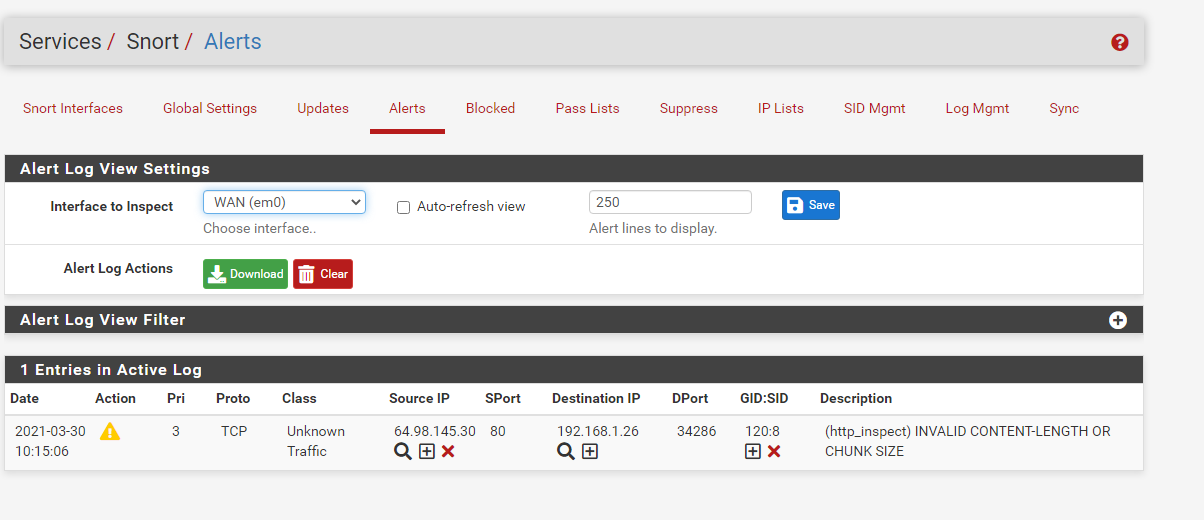 Services / Snort / Alerts
Snort Interfaces Global Settings Updates Alerts Blocked Pass Lists Suppress IP Lists SID Mgmt Log Mgmt Sync
Alert Log View Settings
Interface to Inspect WAN (em0) Auto-refresh view 250 Save
Choose interface.. Alert lines to display.
Alert Log Actions Download Clear
Alert Log View Filter
1 Entries in Active Log
Date Action Pri Proto Class Source IP SPort Destination IP DPort GID:SID Description
2021-03-30 3 TCP Unknown 64.98.145.30 80 192.168.1.26 34286 120:8 (http_inspect) INVALID CONTENT-LENGTH OR
10:15:06 Traffic CHUNK SIZE